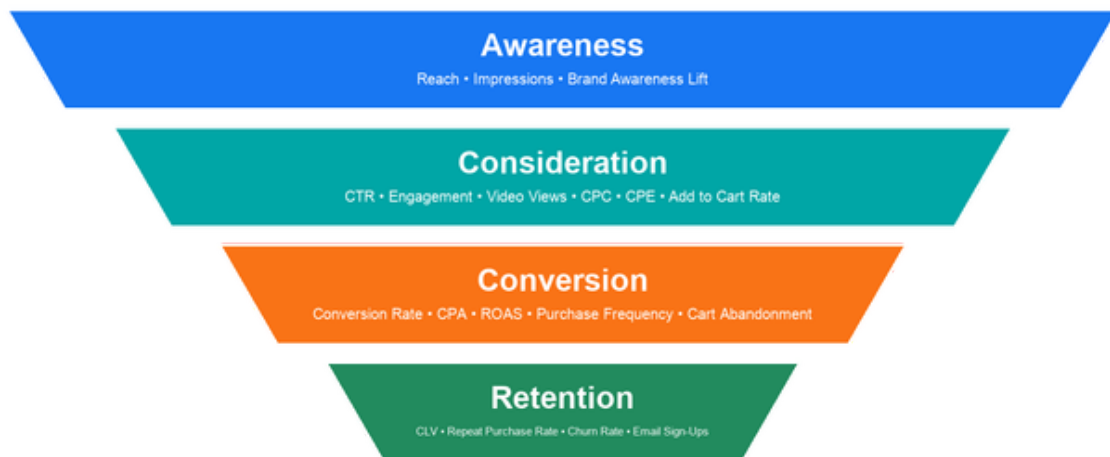 Awareness
Reach • Impressions • Brand Awareness Lift
Consideration
CTR • Engagement • Video Views • CPC • CPE • Add to Cart Rate
Conversion
Conversion Rate • CPA • ROAS • Purchase Frequency • Cart Abandonment
Retention
CLV • Repeat Purchase Rate • Churn Rate • Email Sign-Ups